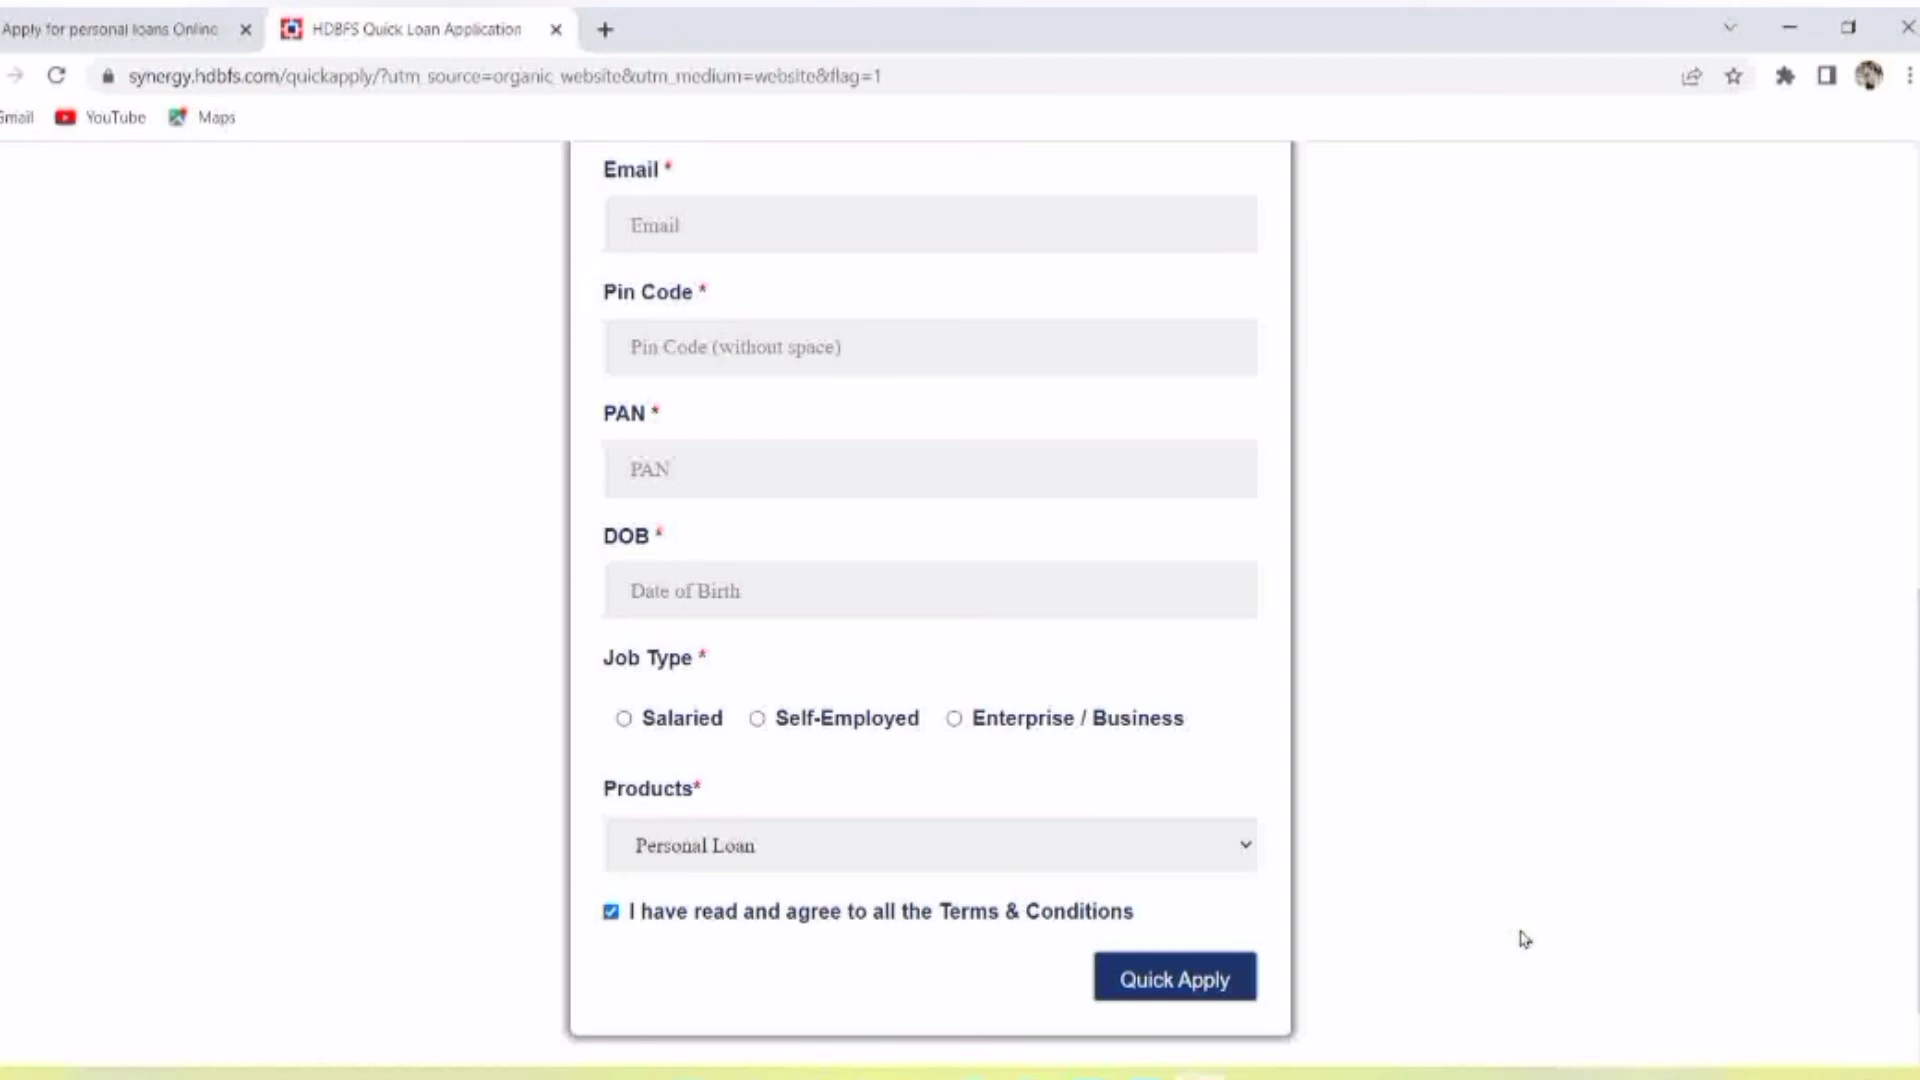 Apply for personal loans Online
HDBFS Quick Loan Application
synergy.hdbfs.com/quickapply/?utm_source=organic_website&utm_medium=website&flag=1
Gmail YouTube Maps
Email *
Email
Pin Code *
Pin Code (without space)
PAN *
PAN
DOB *
Date of Birth
Job Type *
Salaried Self-Employed Enterprise / Business
Products*
Personal Loan
I have read and agree to all the Terms & Conditions
Quick Apply